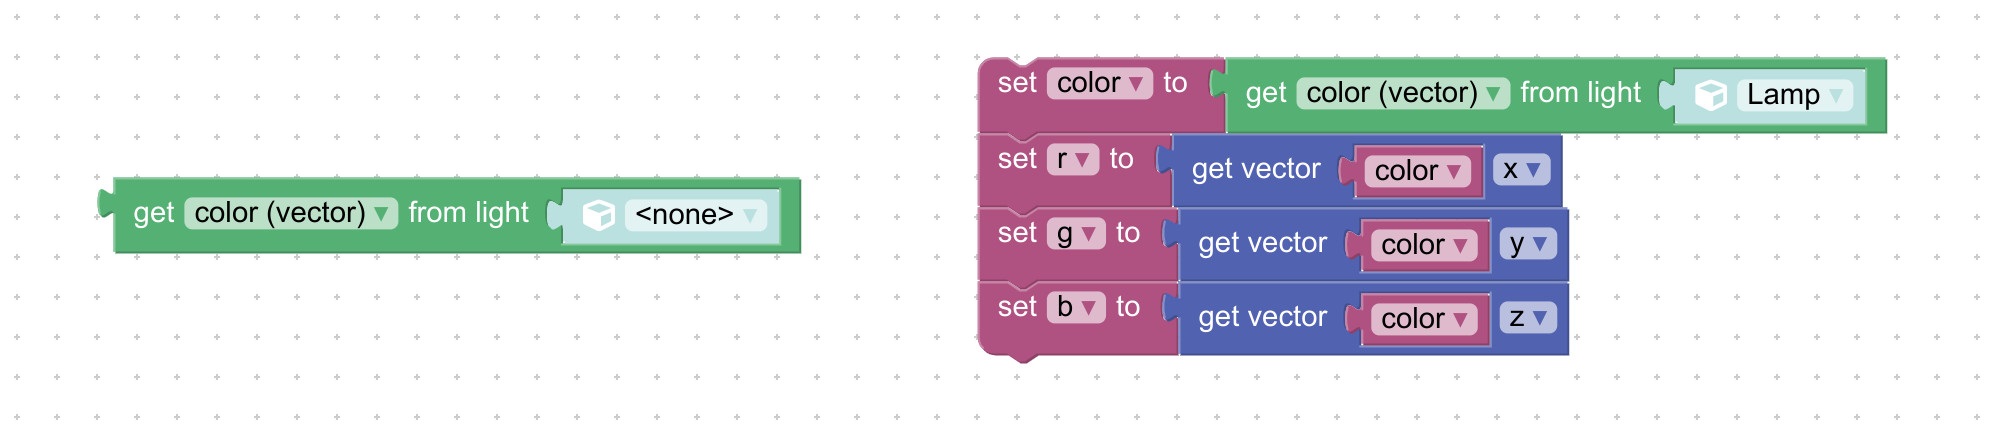 get color (vector) from light <none>
set color to get color (vector) from light Lamp
set r to get vector color x
set g to get vector color y
set b to get vector color z